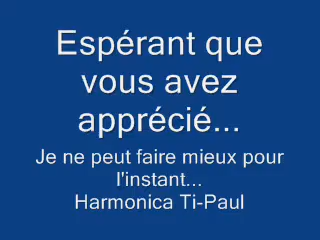 Espérant que
vous avez
apprécié...
Je ne peut faire mieux pour
l'instant...
Harmonica Ti-Paul